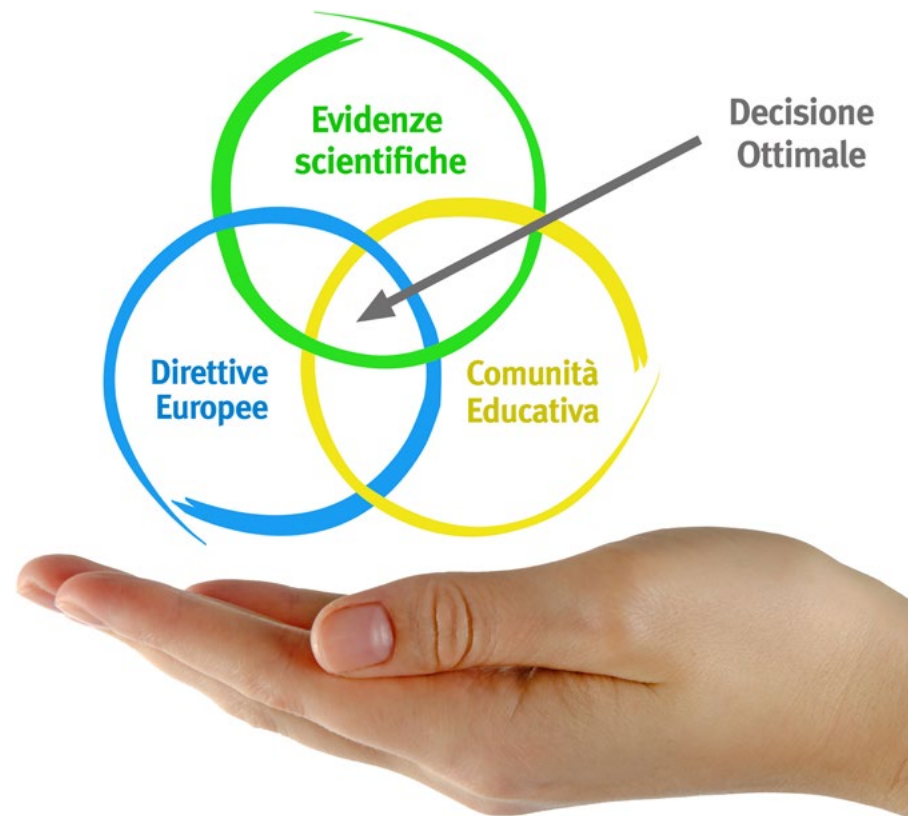 Evidenze
scientifiche
Decisione
Ottimale
Direttive
Europee
Comunità
Educativa